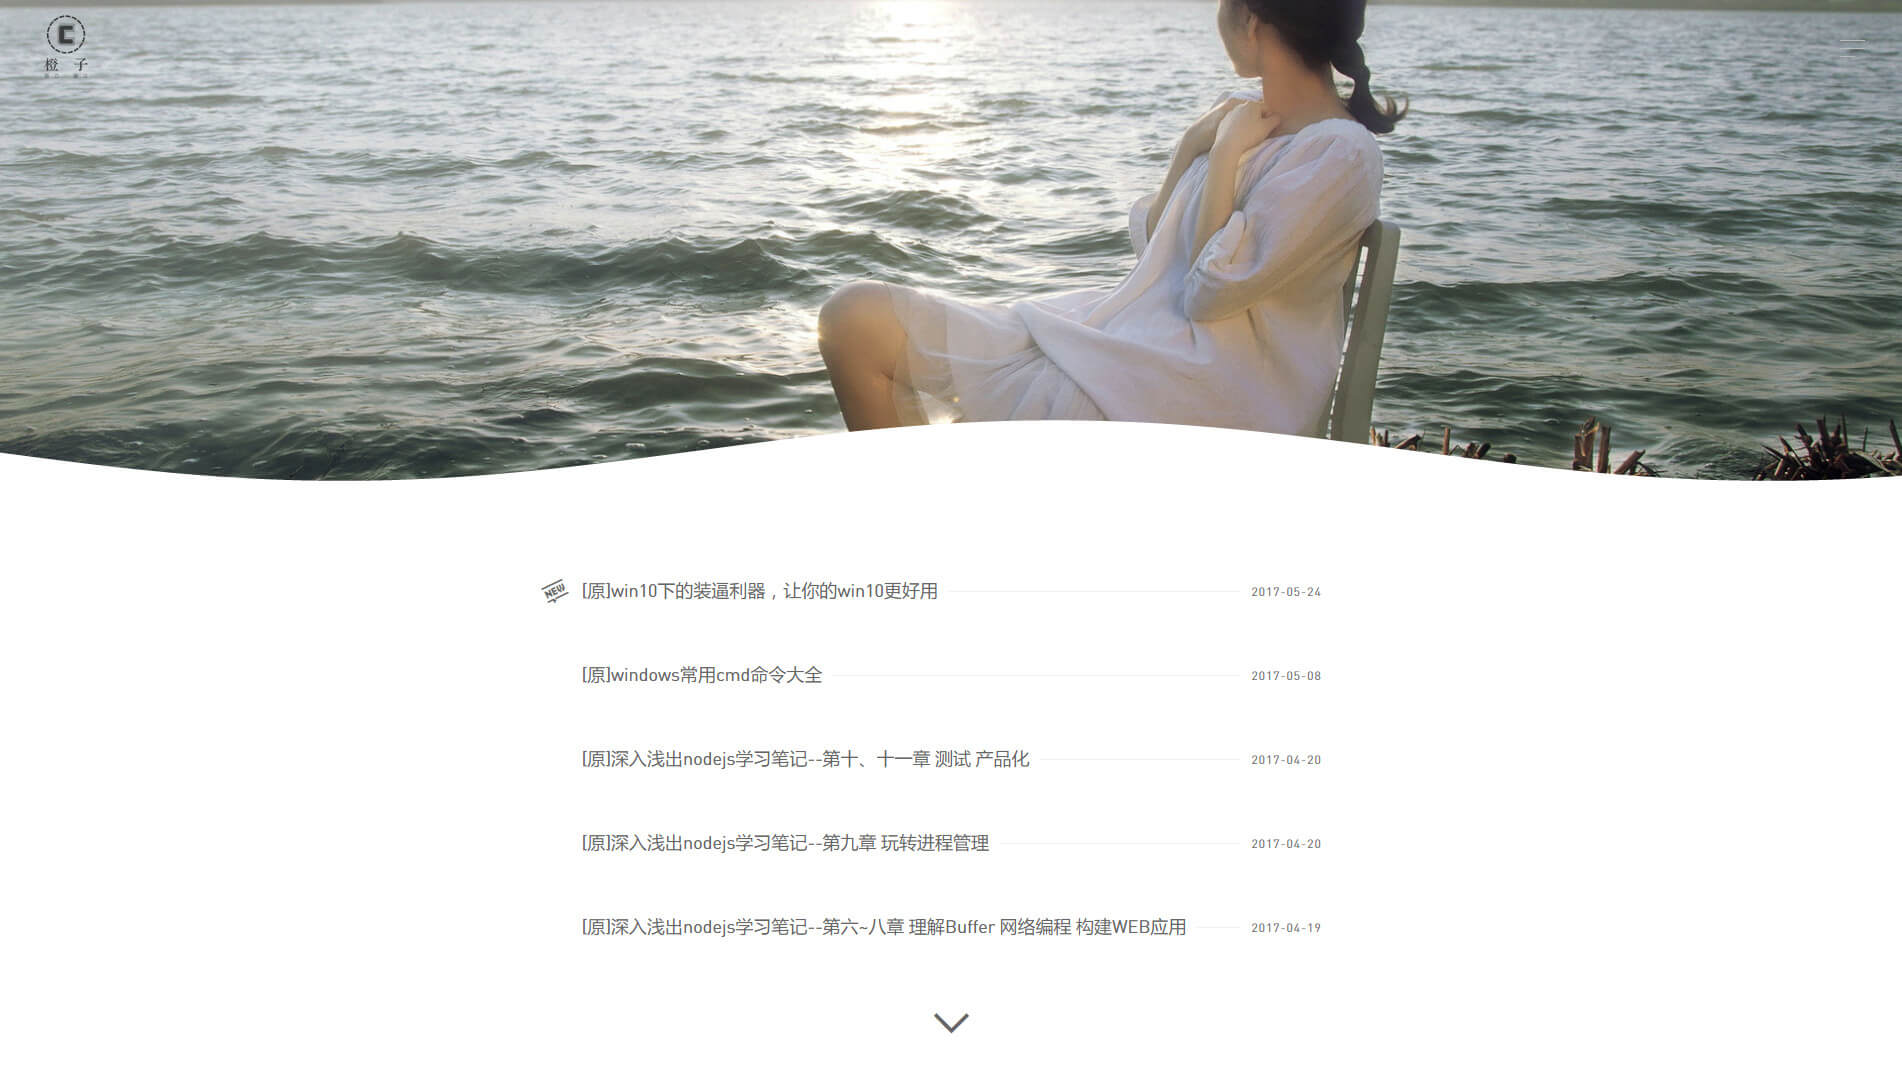 橙 子
NEW [原]win10下的装逼利器，让你的win10更好用 2017-05-24
[原]windows常用cmd命令大全 2017-05-08
[原]深入浅出nodejs学习笔记--第十、十一章 测试 产品化 2017-04-20
[原]深入浅出nodejs学习笔记--第九章 玩转进程管理 2017-04-20
[原]深入浅出nodejs学习笔记--第六~八章 理解Buffer 网络编程 构建WEB应用 2017-04-19